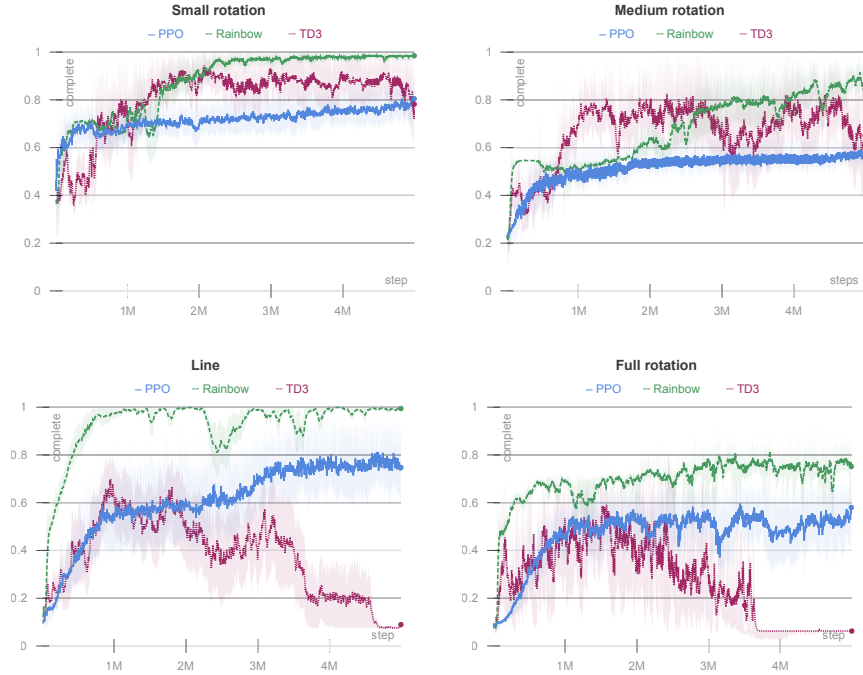 Small rotation
PPO Rainbow TD3
complete
1
0.8
0.6
0.4
0.2
0
step
1M 2M 3M 4M
Medium rotation
PPO Rainbow TD3
complete
1
0.8
0.6
0.4
0.2
0
steps
1M 2M 3M 4M
Line
PPO Rainbow TD3
complete
1
0.8
0.6
0.4
0.2
0
step
1M 2M 3M 4M
Full rotation
PPO Rainbow TD3
complete
1
0.8
0.6
0.4
0.2
0
step
1M 2M 3M 4M